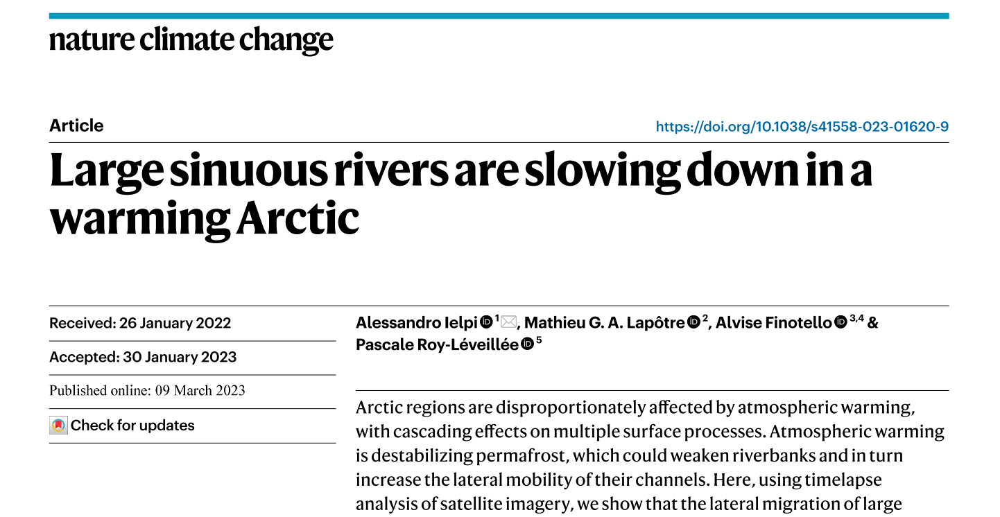 nature climate change
Article
https://doi.org/10.1038/s41558-023-01620-9
Large sinuous rivers are slowing down in a
warming Arctic
Received: 26 January 2022
Accepted: 30 January 2023
Published online: 09 March 2023
Check for updates
Alessandro Ielpi iD 1, Mathieu G. A. Lapôtre iD 2, Alvise Finotello iD 3,4 &
Pascale Roy-Léveillée iD 5
Arctic regions are disproportionately affected by atmospheric warming,
with cascading effects on multiple surface processes. Atmospheric warming
is destabilizing permafrost, which could weaken riverbanks and in turn
increase the lateral mobility of their channels. Here, using timelapse
analysis of satellite imagery, we show that the lateral migration of large